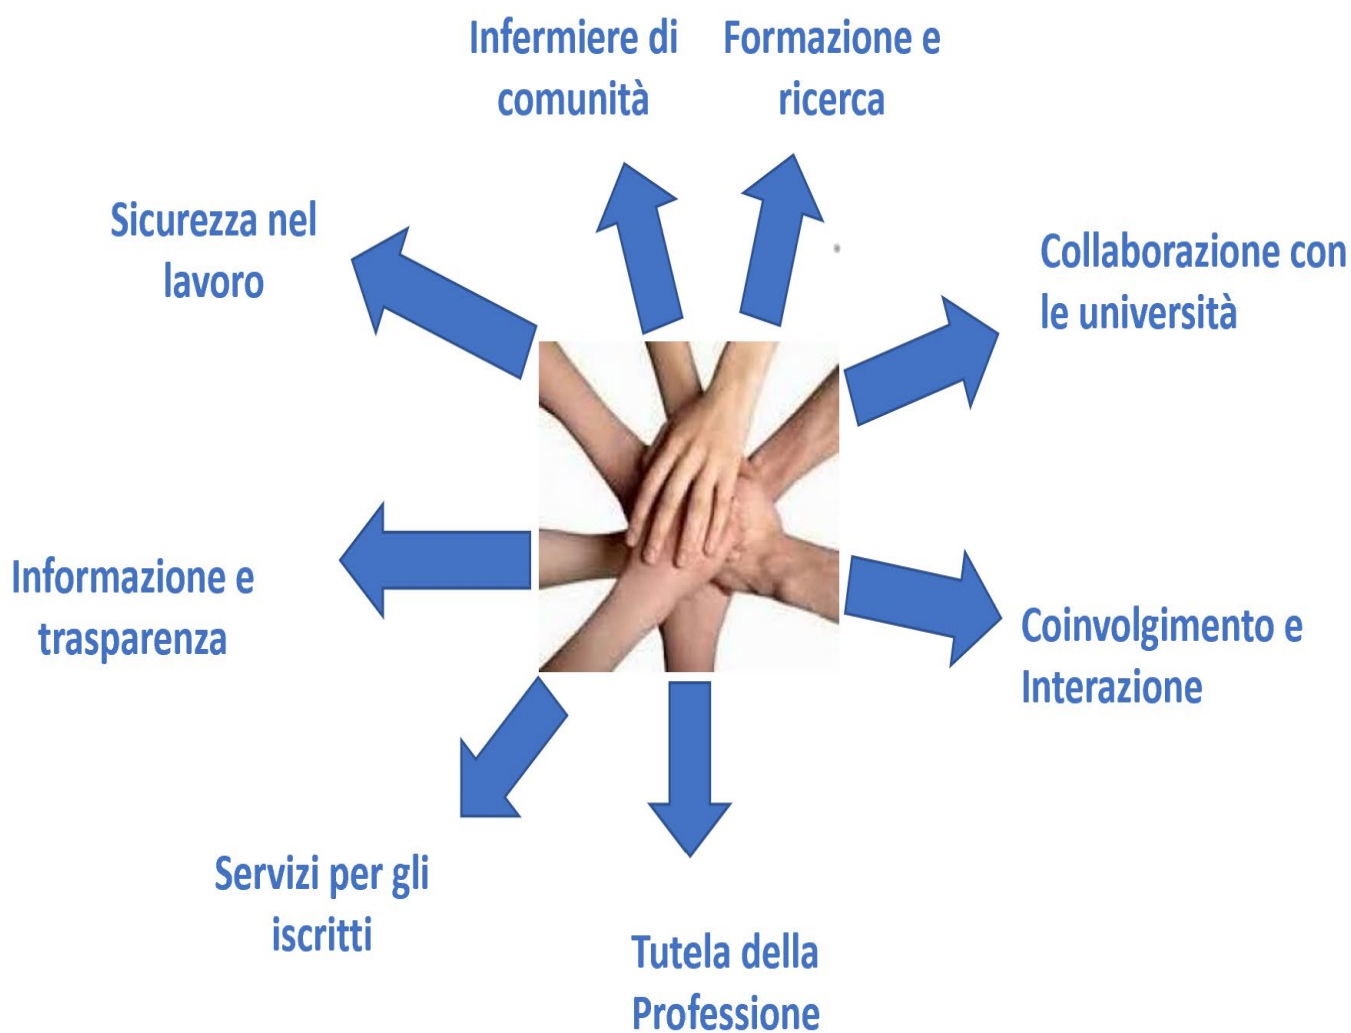 Infermiere di
comunità
Formazione e
ricerca
Sicurezza nel
lavoro
Collaborazione con
le università
Informazione e
trasparenza
Coinvolgimento e
Interazione
Servizi per gli
iscritti
Tutela della
Professione